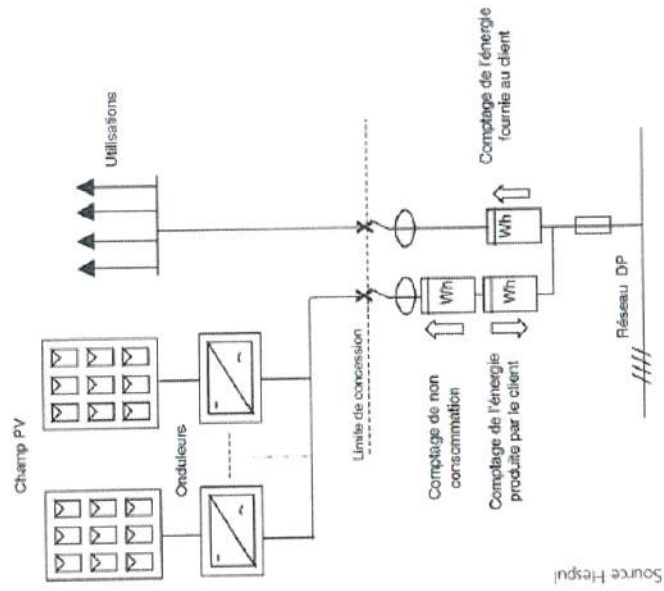 Champ PV
Utilisations
Onduleurs
Limite de concession
Wh
Wh
Wh
Comptage de non
consommation
Comptage de l'énergie
produite par le client
Comptage de l'énergie
fournie au client
Réseau DP
Source Hespul